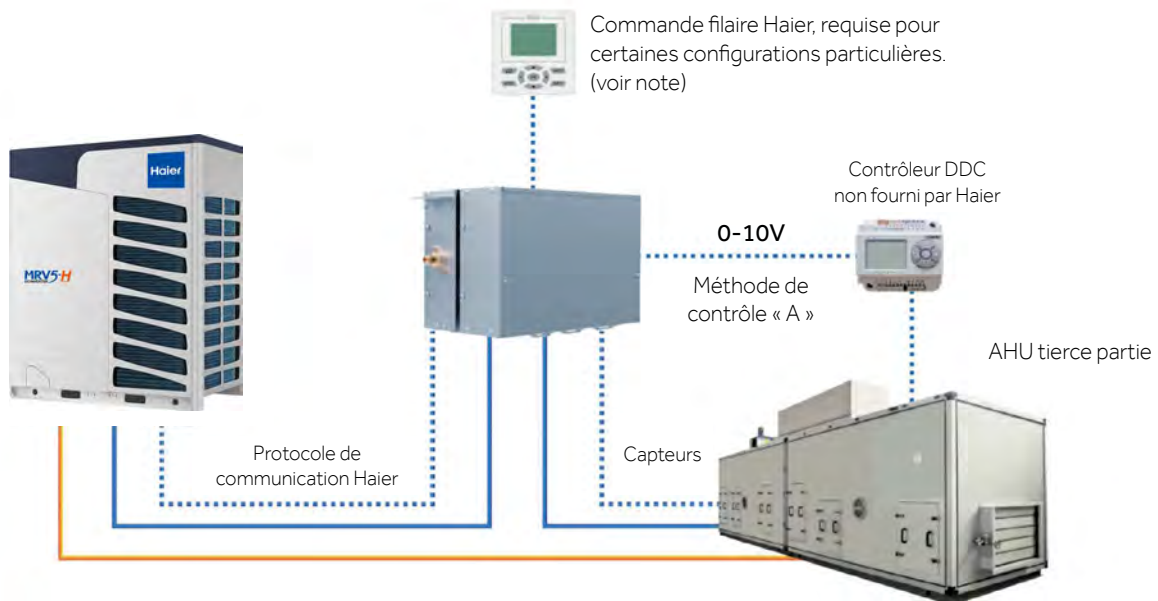 Commande filaire Haier, requise pour
certaines configurations particulières.
(voir note)
Haier
Contrôleur DDC
non fourni par Haier
0-10V
MRV5-H
Méthode de
contrôle « A »
AHU tierce partie
Protocole de
communication Haier
Capteurs